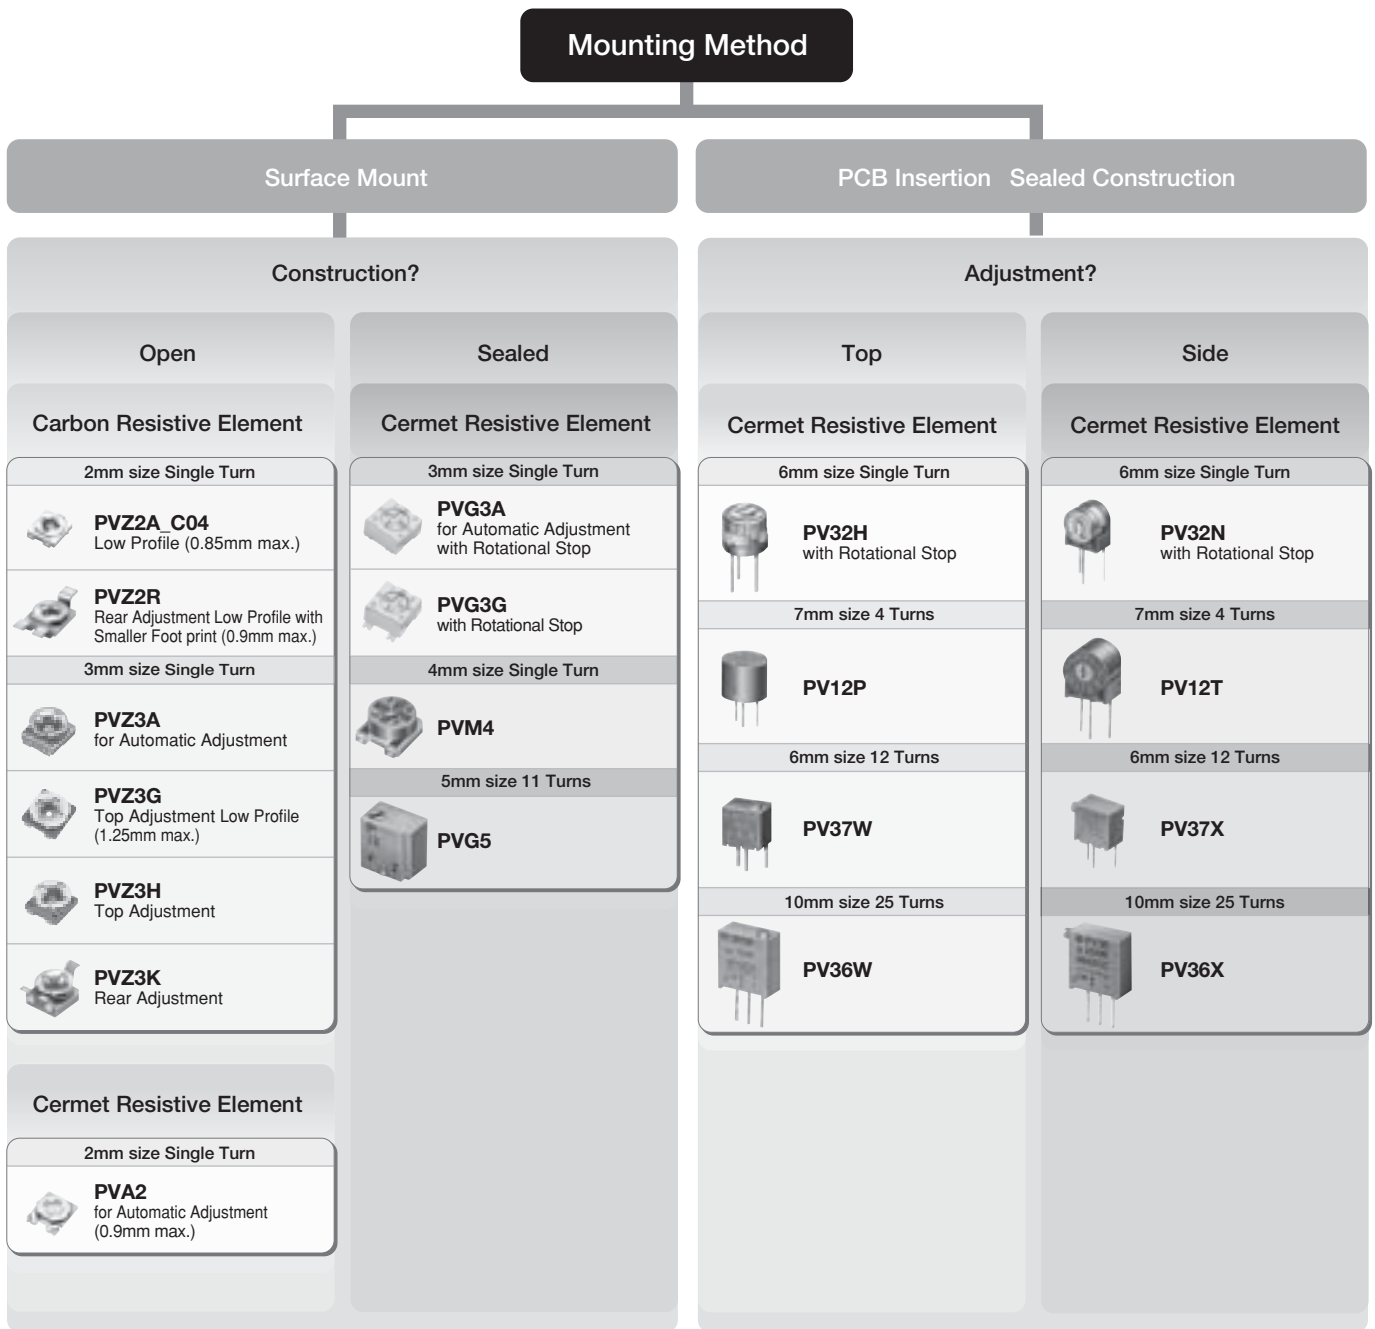 Mounting Method
Surface Mount
PCB Insertion Sealed Construction
Construction?
Adjustment?
Open
Sealed
Top
Side
Carbon Resistive Element
2mm size Single Turn
PVZ2A_C04
Low Profile (0.85mm max.)
PVZ2R
Rear Adjustment Low Profile with
Smaller Foot print (0.9mm max.)
3mm size Single Turn
PVZ3A
for Automatic Adjustment
PVZ3G
Top Adjustment Low Profile
(1.25mm max.)
PVZ3H
Top Adjustment
PVZ3K
Rear Adjustment
Cermet Resistive Element
2mm size Single Turn
PVA2
for Automatic Adjustment
(0.9mm max.)
Cermet Resistive Element
3mm size Single Turn
PVG3A
for Automatic Adjustment
with Rotational Stop
PVG3G
with Rotational Stop
4mm size Single Turn
PVM4
5mm size 11 Turns
PVG5
Cermet Resistive Element
6mm size Single Turn
PV32H
with Rotational Stop
7mm size 4 Turns
PV12P
6mm size 12 Turns
PV37W
10mm size 25 Turns
PV36W
Cermet Resistive Element
6mm size Single Turn
PV32N
with Rotational Stop
7mm size 4 Turns
PV12T
6mm size 12 Turns
PV37X
10mm size 25 Turns
PV36X